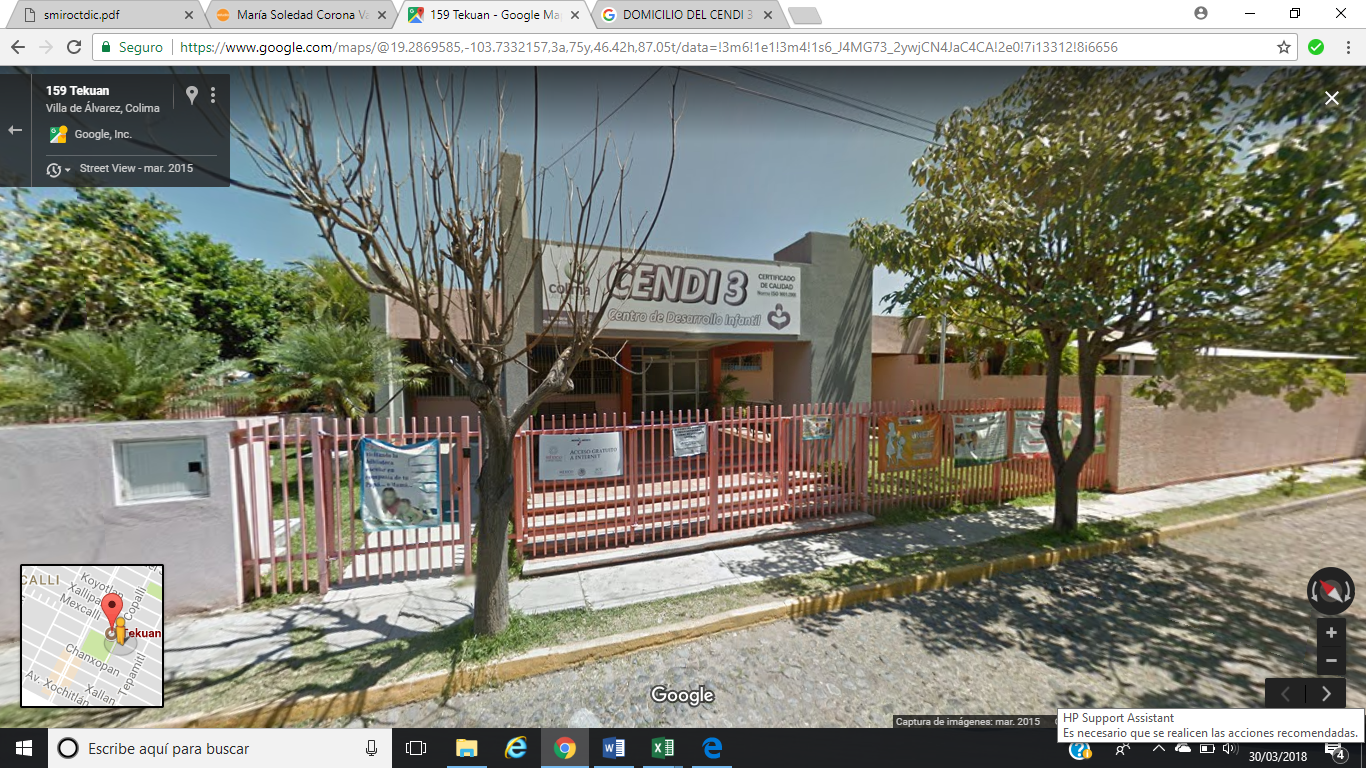 smiroctdic.pdf
María Soledad Corona Va
159 Tekuan - Google Ma
DOMICILIO DEL CENDI 3
Seguro
https://www.google.com/maps/@19.2869585,-103.7332157,3a,75y,46.42h,87.05t/data=!3m6!1e1!3m4!1s6_J4MG73_2ywjCN4JaC4CA!2e0!7i13312!8i6656
159 Tekuan
Villa de Álvarez, Colima
Google, Inc.
Street View - mar. 2015
Colima
CENDI 3
Centro de Desarrollo Infantil
CERTIFICADO
DE CALIDAD
ACCESO GRATUITO
A INTERNET
CALLI
Koyotlan
Xallipa
Mexcalli
Copalli
Tekuan
Chanxopan
Tepamitl
Av. Xochitlán
Xallan
Google
Captura de imágenes: mar. 2015
HP Support Assistant
Es necesario que se realicen las acciones recomendadas.
Escribe aquí para buscar
30/03/2018
4